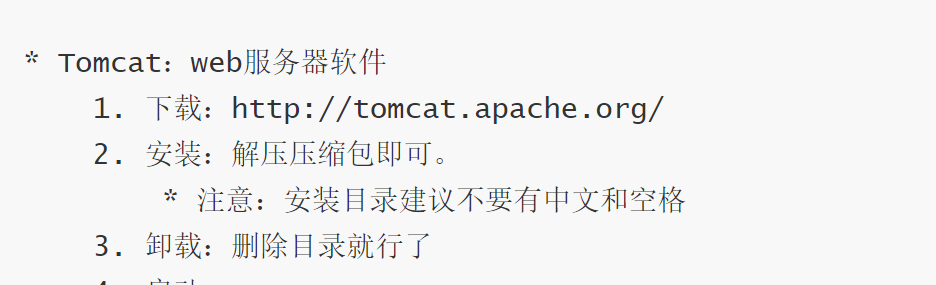 * Tomcat：web服务器软件
1. 下载：http://tomcat.apache.org/
2. 安装：解压压缩包即可。
* 注意：安装目录建议不要有中文和空格
3. 卸载：删除目录就行了